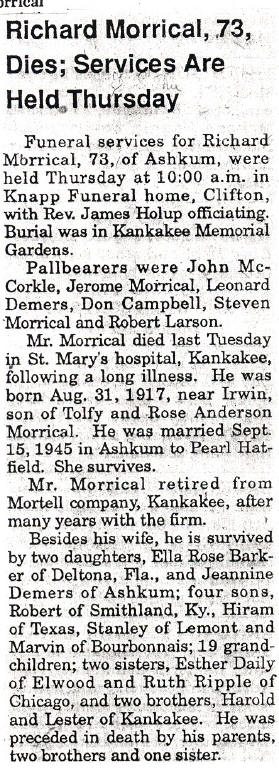 orrical
Richard Morrical, 73,
Dies; Services Are
Held Thursday
Funeral services for Richard
Morrical, 73, of Ashkum, were
held Thursday at 10:00 a.m. in
Knapp Funeral home, Clifton,
with Rev. James Holup officiating.
Burial was in Kankakee Memorial
Gardens.
Pallbearers were John Mc-
Corkle, Jerome Morrical, Leonard
Demers, Don Campbell, Steven
Morrical and Robert Larson.
Mr. Morrical died last Tuesday
in St. Mary's hospital, Kankakee,
following a long illness. He was
born Aug. 31, 1917, near Irwin,
son of Tolfy and Rose Anderson
Morrical. He was married Sept.
15, 1945 in Ashkum to Pearl Hat-
field. She survives.
Mr. Morrical retired from
Mortell company, Kankakee, after
many years with the firm.
Besides his wife, he is survived
by two daughters, Ella Rose Bark-
er of Deltona, Fla., and Jeannine
Demers of Ashkum; four sons,
Robert of Smithland, Ky., Hiram
of Texas, Stanley of Lemont and
Marvin of Bourbonnais; 19 grand-
children; two sisters, Esther Daily
of Elwood and Ruth Ripple of
Chicago, and two brothers, Harold
and Lester of Kankakee. He was
preceded in death by his parents,
two brothers and one sister.